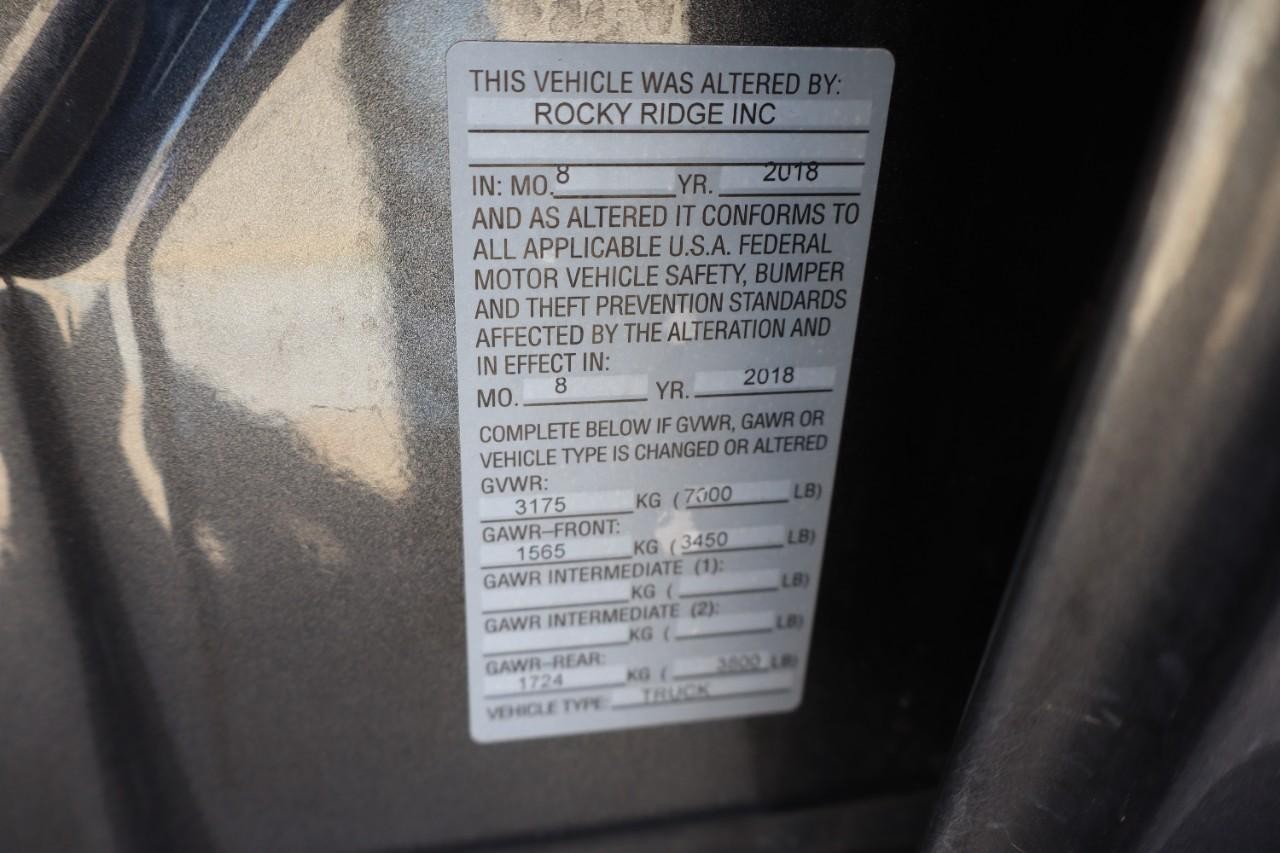 THIS VEHICLE WAS ALTERED BY:
ROCKY RIDGE INC
IN: MO. 8 YR. 2018
AND AS ALTERED IT CONFORMS TO
ALL APPLICABLE U.S.A. FEDERAL
MOTOR VEHICLE SAFETY, BUMPER
AND THEFT PREVENTION STANDARDS
AFFECTED BY THE ALTERATION AND
IN EFFECT IN:
MO. 8 YR. 2018
COMPLETE BELOW IF GVWR, GAWR OR
VEHICLE TYPE IS CHANGED OR ALTERED
GVWR:
3175 KG (7000 LB)
GAWR–FRONT:
1565 KG (3450 LB)
GAWR INTERMEDIATE (1):
KG ( LB)
GAWR INTERMEDIATE (2):
KG ( LB)
GAWR–REAR:
1724 KG ( 3800 LB)
VEHICLE TYPE: TRUCK